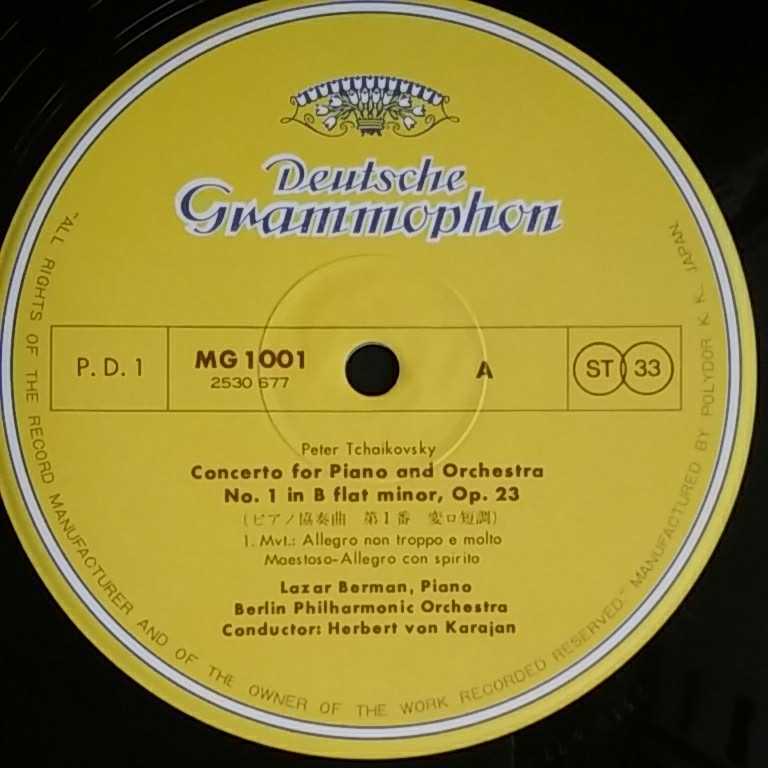 Deutsche
Grammophon
P. D. 1
MG 1001
2530 677
A
ST 33
Peter Tchaikovsky
Concerto for Piano and Orchestra
No. 1 in B flat minor, Op. 23
(ピアノ協奏曲 第1番 変ロ短調)
1. Mvt.: Allegro non troppo e molto
Maestoso-Allegro con spirito
Lazar Berman, Piano
Berlin Philharmonic Orchestra
Conductor: Herbert von Karajan
"ALL RIGHTS OF THE RECORD MANUFACTURER AND OF THE OWNER OF THE WORK RECORDED RESERVED" MANUFACTURED BY POLYDOR K. K. JAPAN